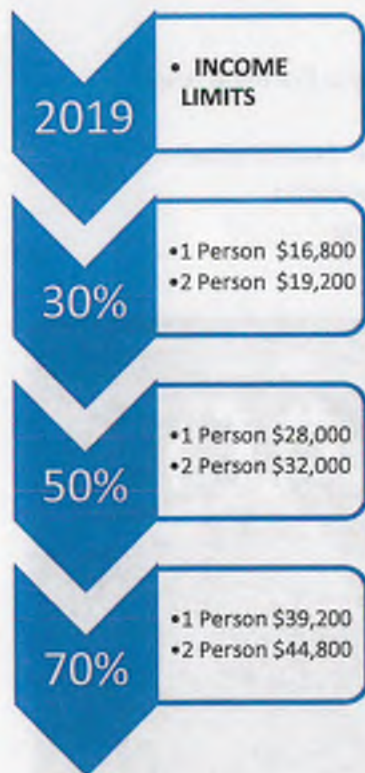 2019
• INCOME
LIMITS
30%
•1 Person $16,800
•2 Person $19,200
50%
•1 Person $28,000
•2 Person $32,000
70%
•1 Person $39,200
•2 Person $44,800